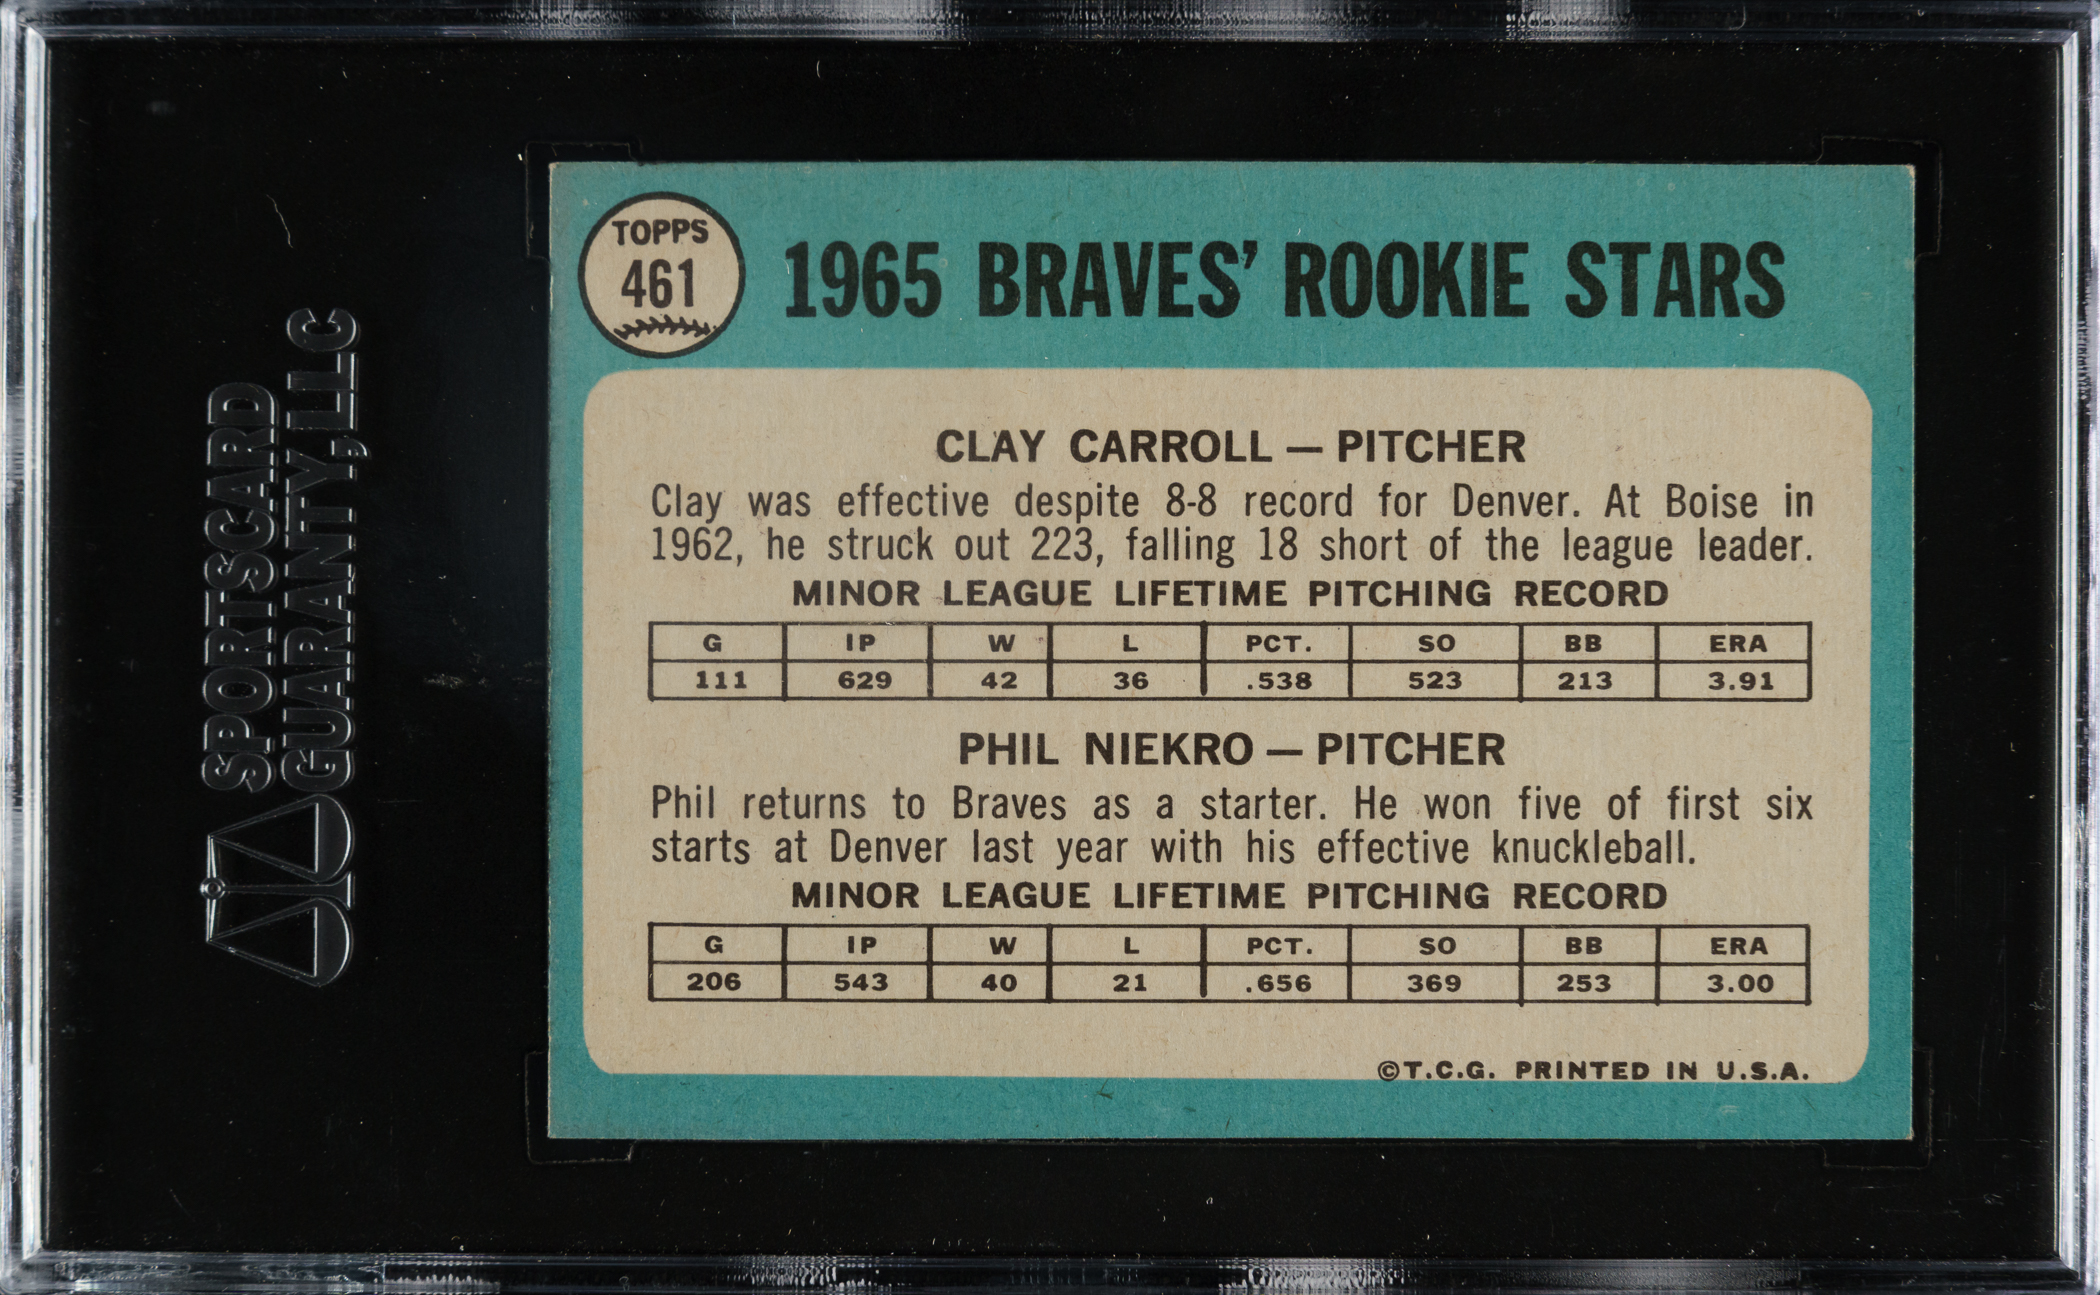 SPORTSCARD
GUARANTY, LLC
TOPPS
461
1965 BRAVES' ROOKIE STARS
CLAY CARROLL — PITCHER
Clay was effective despite 8-8 record for Denver. At Boise in
1962, he struck out 223, falling 18 short of the league leader.
MINOR LEAGUE LIFETIME PITCHING RECORD
G IP W L PCT. SO BB ERA
111 629 42 36 .538 523 213 3.91
PHIL NIEKRO — PITCHER
Phil returns to Braves as a starter. He won five of first six
starts at Denver last year with his effective knuckleball.
MINOR LEAGUE LIFETIME PITCHING RECORD
G IP W L PCT. SO BB ERA
206 543 40 21 .656 369 253 3.00
©T.C.G. PRINTED IN U.S.A.